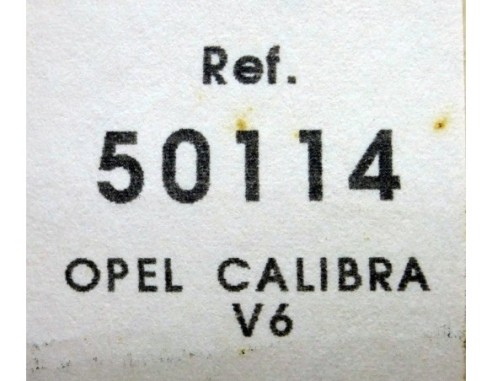 Ref.
50114
OPEL CALIBRA
V6